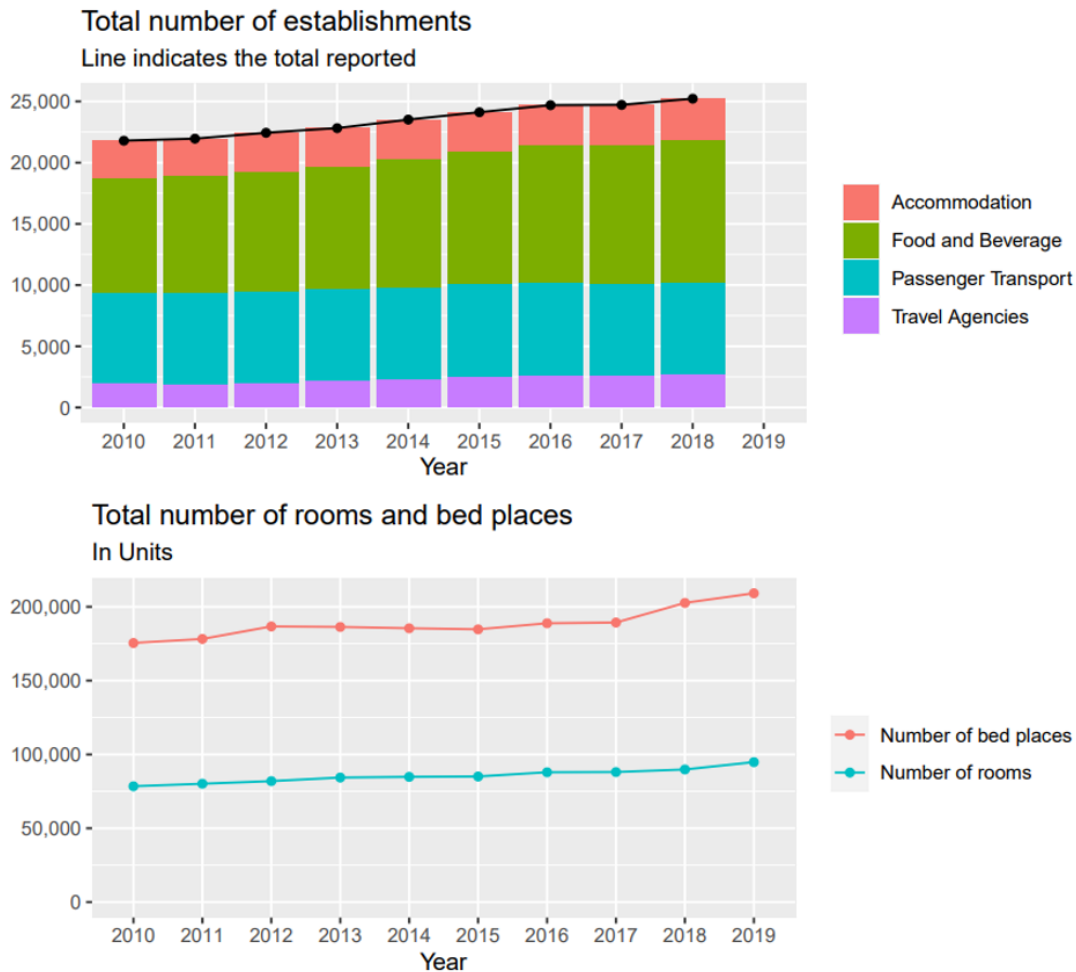 Total number of establishments
Line indicates the total reported
25,000
20,000
15,000
10,000
5,000
0
2010 2011 2012 2013 2014 2015 2016 2017 2018 2019
Year
Accommodation
Food and Beverage
Passenger Transport
Travel Agencies
Total number of rooms and bed places
In Units
200,000
150,000
100,000
50,000
0
2010 2011 2012 2013 2014 2015 2016 2017 2018 2019
Year
Number of bed places
Number of rooms